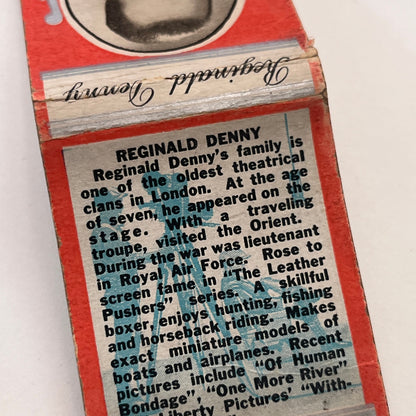 Reginald Denny
REGINALD DENNY
Reginald Denny's family is
one of the oldest theatrical
clans in London. At the age
of seven, he appeared on the
stage. With a traveling
troupe, visited the Orient.
During the war was lieutenant
in Royal Air Force. Rose to
screen fame in "The Leather
Pushers" series. A skillful
boxer, enjoys hunting, fishing
and horseback riding. Makes
exact miniature models of
boats and airplanes. Recent
pictures include "Of Human
Bondage", "One More River"
Liberty Pictures' "With-